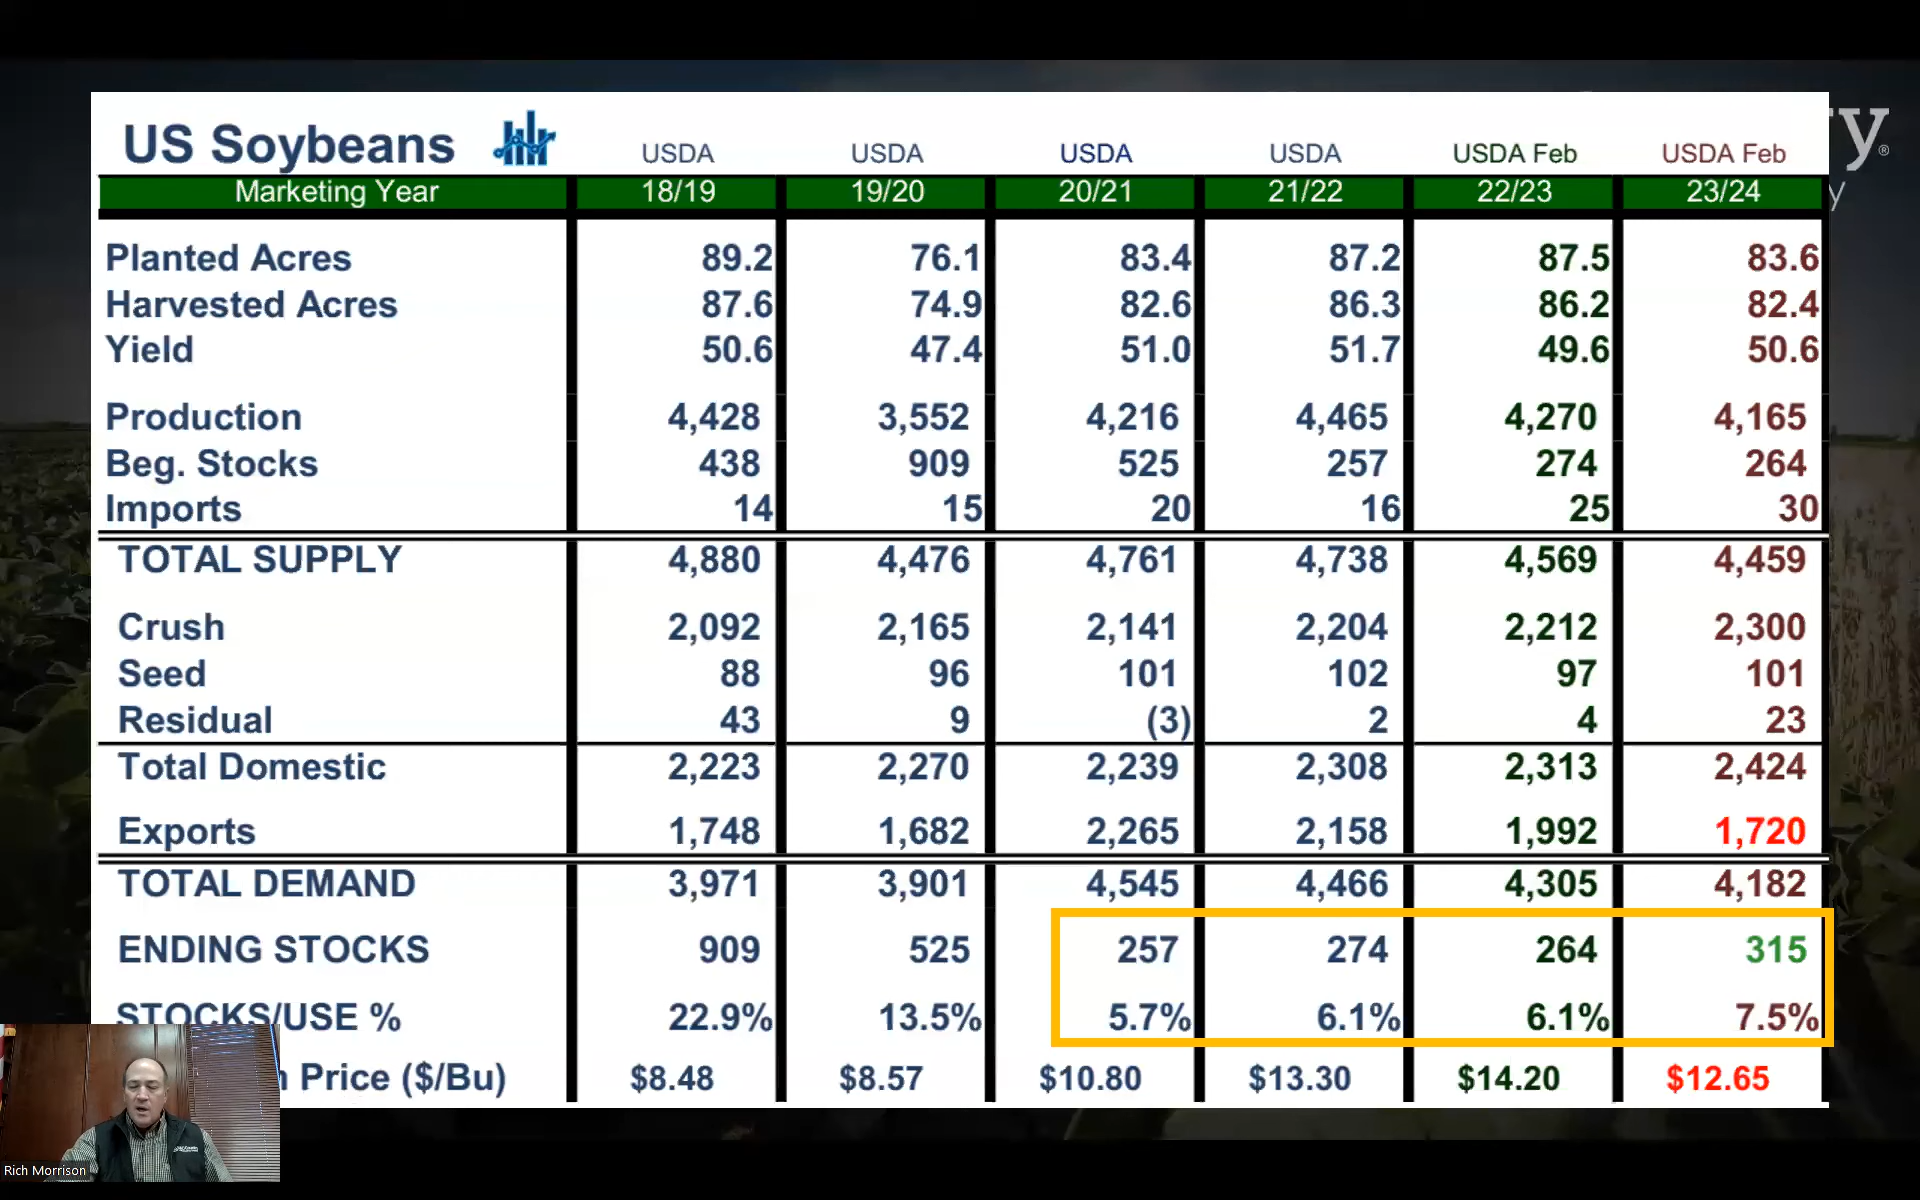 US Soybeans USDA USDA USDA USDA USDA Feb USDA Feb
Marketing Year 18/19 19/20 20/21 21/22 22/23 23/24
Planted Acres 89.2 76.1 83.4 87.2 87.5 83.6
Harvested Acres 87.6 74.9 82.6 86.3 86.2 82.4
Yield 50.6 47.4 51.0 51.7 49.6 50.6
Production 4,428 3,552 4,216 4,465 4,270 4,165
Beg. Stocks 438 909 525 257 274 264
Imports 14 15 20 16 25 30
TOTAL SUPPLY 4,880 4,476 4,761 4,738 4,569 4,459
Crush 2,092 2,165 2,141 2,204 2,212 2,300
Seed 88 96 101 102 97 101
Residual 43 9 (3) 2 4 23
Total Domestic 2,223 2,270 2,239 2,308 2,313 2,424
Exports 1,748 1,682 2,265 2,158 1,992 1,720
TOTAL DEMAND 3,971 3,901 4,545 4,466 4,305 4,182
ENDING STOCKS 909 525 257 274 264 315
STOCKS/USE % 22.9% 13.5% 5.7% 6.1% 6.1% 7.5%
Price ($/Bu) $8.48 $8.57 $10.80 $13.30 $14.20 $12.65
Rich Morrison